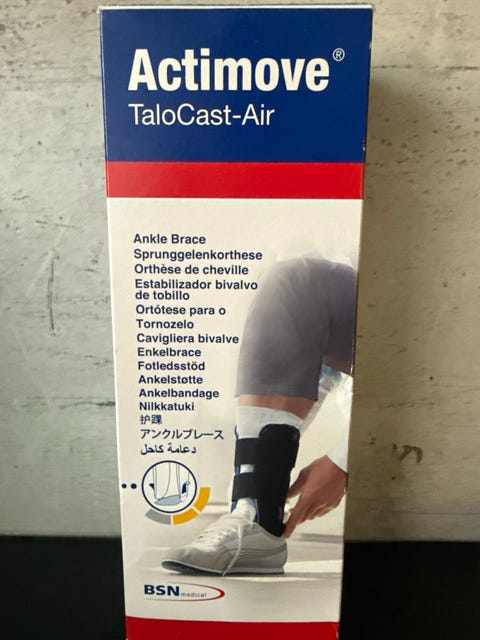 Actimove®
TaloCast-Air
Ankle Brace
Sprunggelenkorthese
Orthèse de cheville
Estabilizador bivalvo
de tobillo
Ortótese para o
Tornozelo
Cavigliera bivalve
Enkelbrace
Fotledsstöd
Ankelstøtte
Ankelbandage
Nilkkatuki
护踝
アンクルブレース
دعامة كاحل
BSN medical